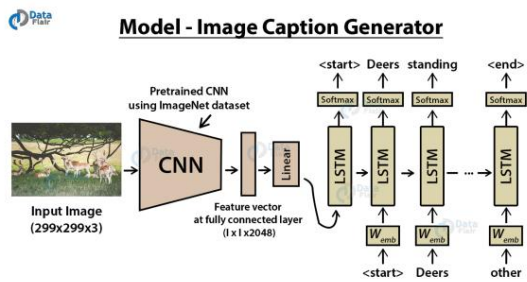 Data
Flair
Model - Image Caption Generator
<start> Deers standing <end>
Pretrained CNN
using ImageNet dataset
Softmax Softmax Softmax Softmax
CNN
Linear
LSTM LSTM LSTM ... LSTM
Input Image
(299x299x3)
Feature vector
at fully connected layer
(1 x 1 x2048)
W emb W emb W emb
<start> Deers other